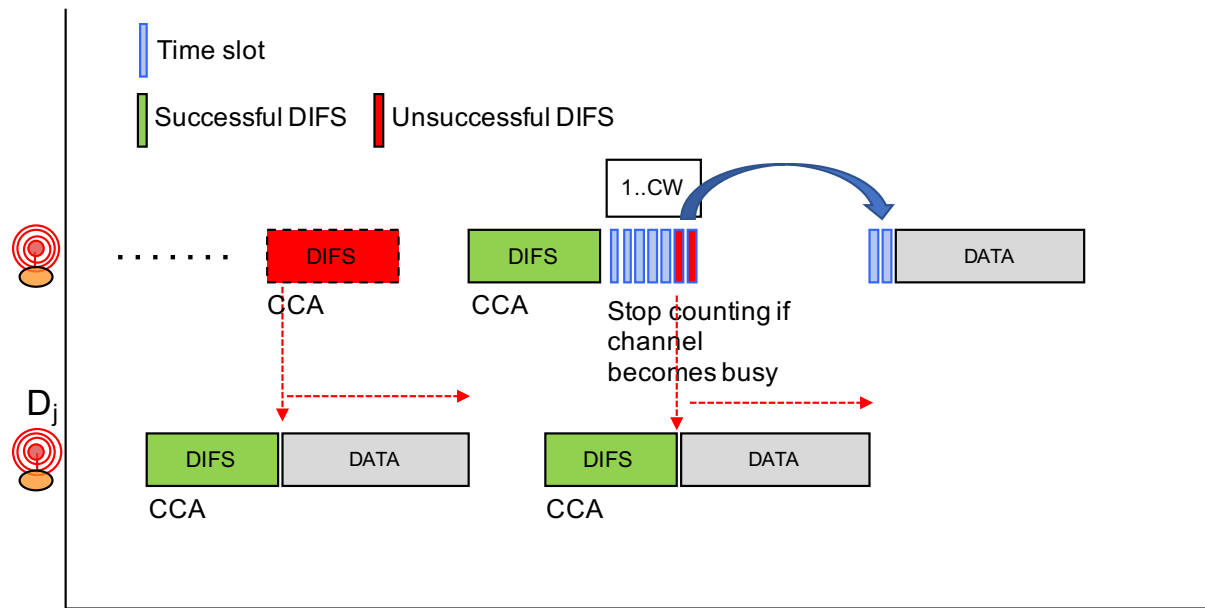 Time slot
Successful DIFS
Unsuccessful DIFS
1..CW
.......
DIFS
DIFS
DATA
CCA
CCA
Stop counting if
channel
becomes busy
Dj
DIFS
DATA
DIFS
DATA
CCA
CCA